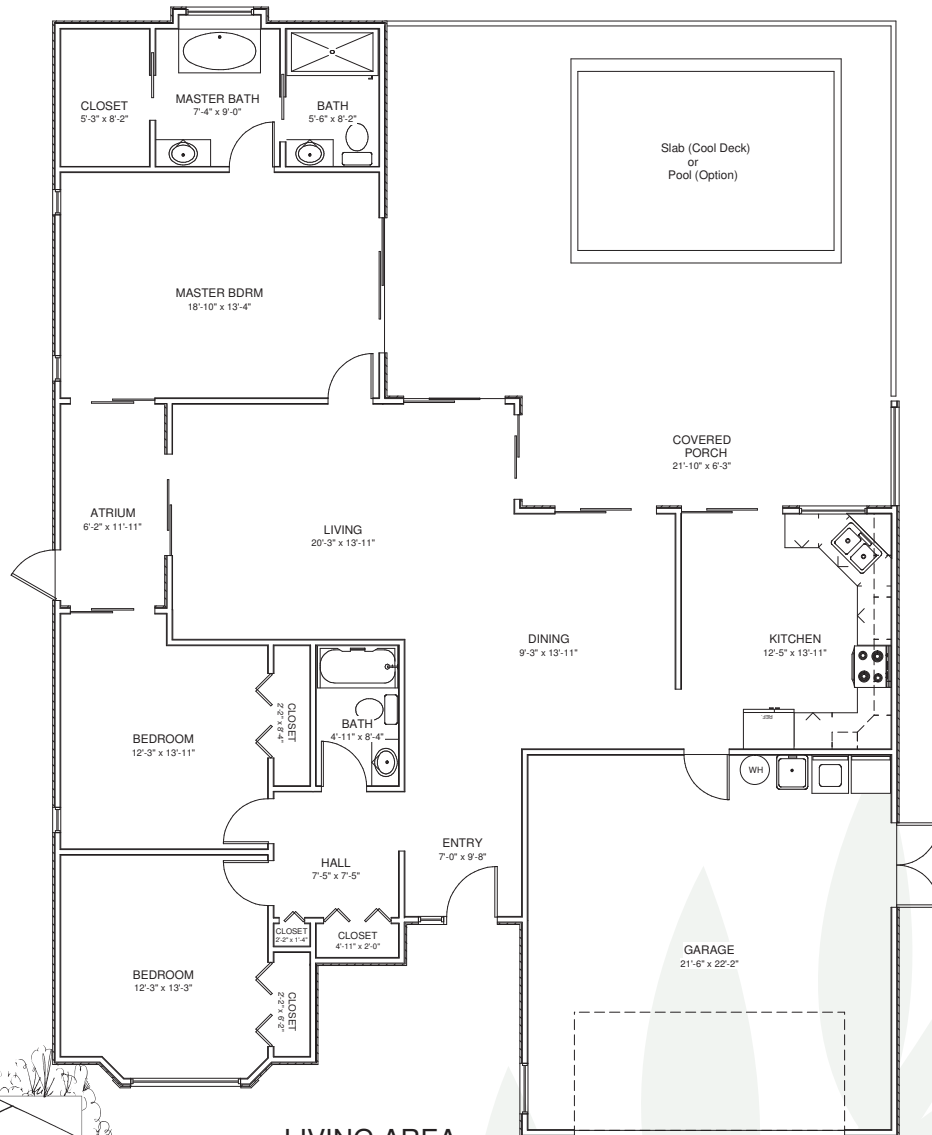 CLOSET
5'-3" x 8'-2"
MASTER BATH
7'-4" x 9'-0"
BATH
5'-6" x 8'-2"
Slab (Cool Deck)
or
Pool (Option)
MASTER BDRM
18'-10" x 13'-4"
COVERED
PORCH
21'-10" x 6'-3"
ATRIUM
6'-2" x 11'-11"
LIVING
20'-3" x 13'-11"
DINING
9'-3" x 13'-11"
KITCHEN
12'-5" x 13'-11"
BEDROOM
12'-3" x 13'-11"
CLOSET
2'-2" x 8'-4"
BATH
4'-11" x 8'-4"
REF.
WH
ENTRY
7'-0" x 9'-8"
HALL
7'-5" x 7'-5"
CLOSET
2'-2" x 1'-4"
CLOSET
4'-11" x 2'-0"
GARAGE
21'-6" x 22'-2"
BEDROOM
12'-3" x 13'-3"
CLOSET
2'-2" x 6'-2"
LIVING AREA